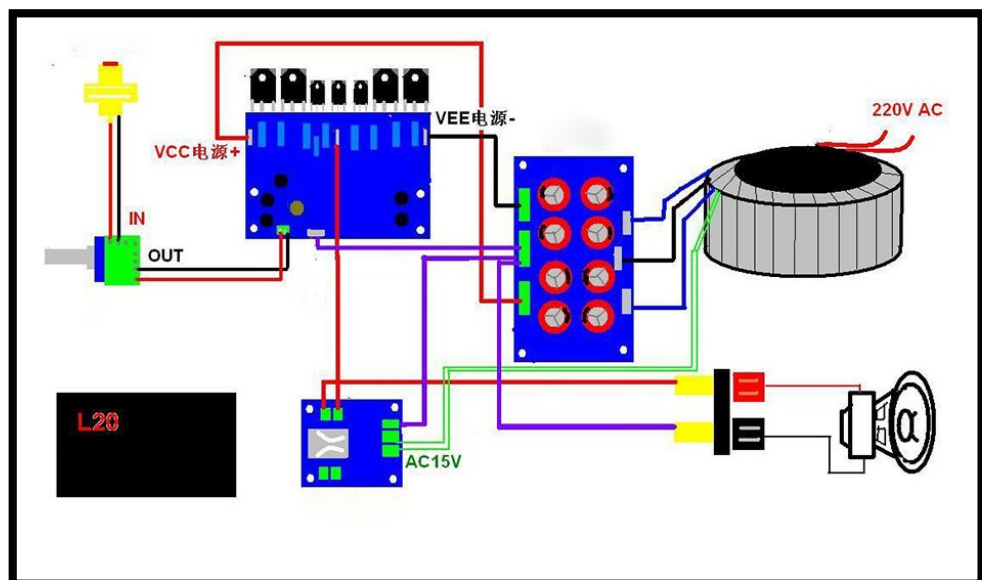 220V AC
VEE电源-
VCC电源+
IN
OUT
L20
AC15V